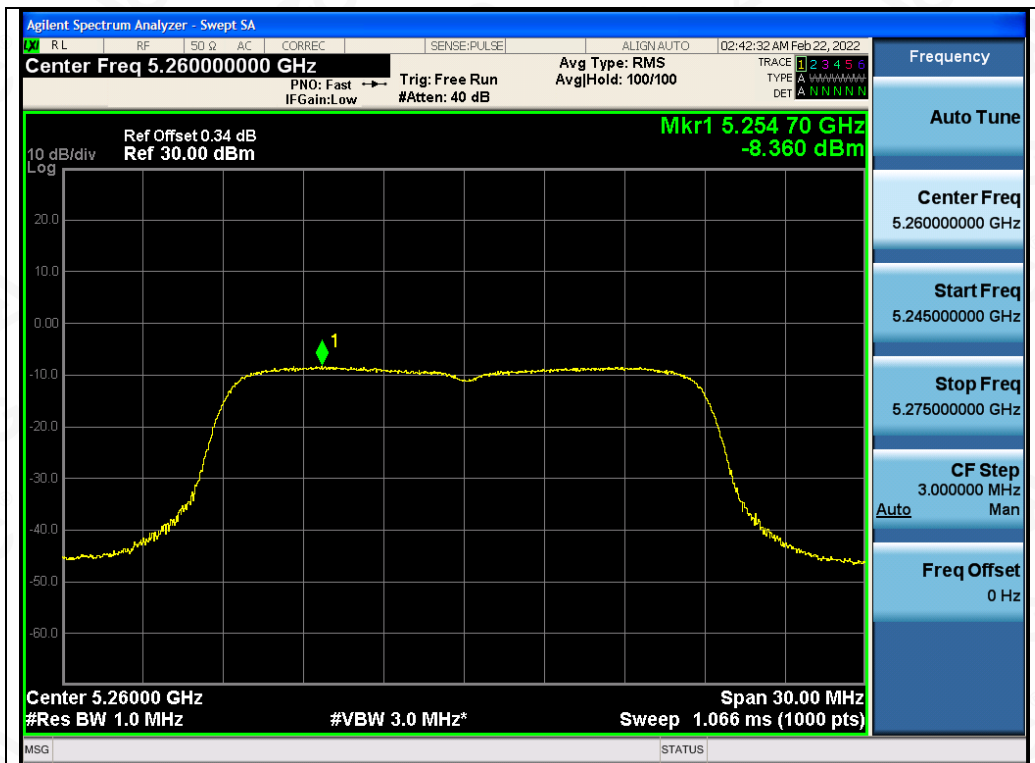 Agilent Spectrum Analyzer - Swept SA
LXI RL RF 50 Ω AC CORREC SENSE:PULSE ALIGN AUTO 02:42:32 AM Feb 22, 2022
Center Freq 5.260000000 GHz
PNO: Fast
IFGain:Low
Trig: Free Run
#Atten: 40 dB
Avg Type: RMS
Avg|Hold: 100/100
TRACE 1 2 3 4 5 6
TYPE A WWWWW
DET A N N N N N
Frequency
Auto Tune
Center Freq
5.260000000 GHz
Start Freq
5.245000000 GHz
Stop Freq
5.275000000 GHz
CF Step
3.000000 MHz
Auto Man
Freq Offset
0 Hz
Mkr1 5.254 70 GHz
-8.360 dBm
Ref Offset 0.34 dB
10 dB/div Ref 30.00 dBm
Log
20.0
10.0
0.00
1
-10.0
-20.0
-30.0
-40.0
-50.0
-60.0
Center 5.26000 GHz Span 30.00 MHz
#Res BW 1.0 MHz #VBW 3.0 MHz* Sweep 1.066 ms (1000 pts)
MSG STATUS